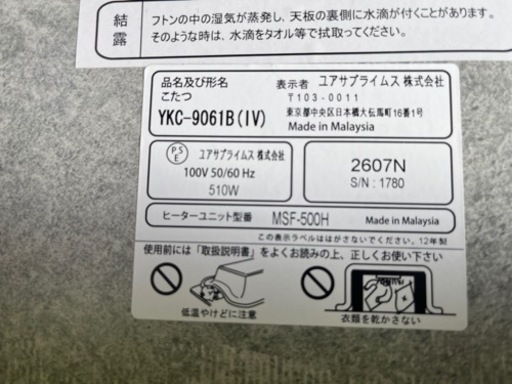 結露
フトンの中の湿気が蒸発し、天板の裏側に水滴が付くことがあります。
そのような時は、水滴をタオル等で拭取ってください。
品名及び形名
こたつ
YKC-9061B(IV)
表示者 ユアサプライムス株式会社
〒103-0011
東京都中央区日本橋大伝馬町16番1号
Made in Malaysia
PSE
ユアサプライムス株式会社
100V 50/60 Hz
510W
2607N
S/N : 1780
ヒーターユニット型番 MSF-500H Made in Malaysia
この表示ラベルははがさないでください。12年製
使用前には「取扱説明書」をよくお読みの上、正しくお使い下さい
低温やけどに注意
衣類を乾かさない